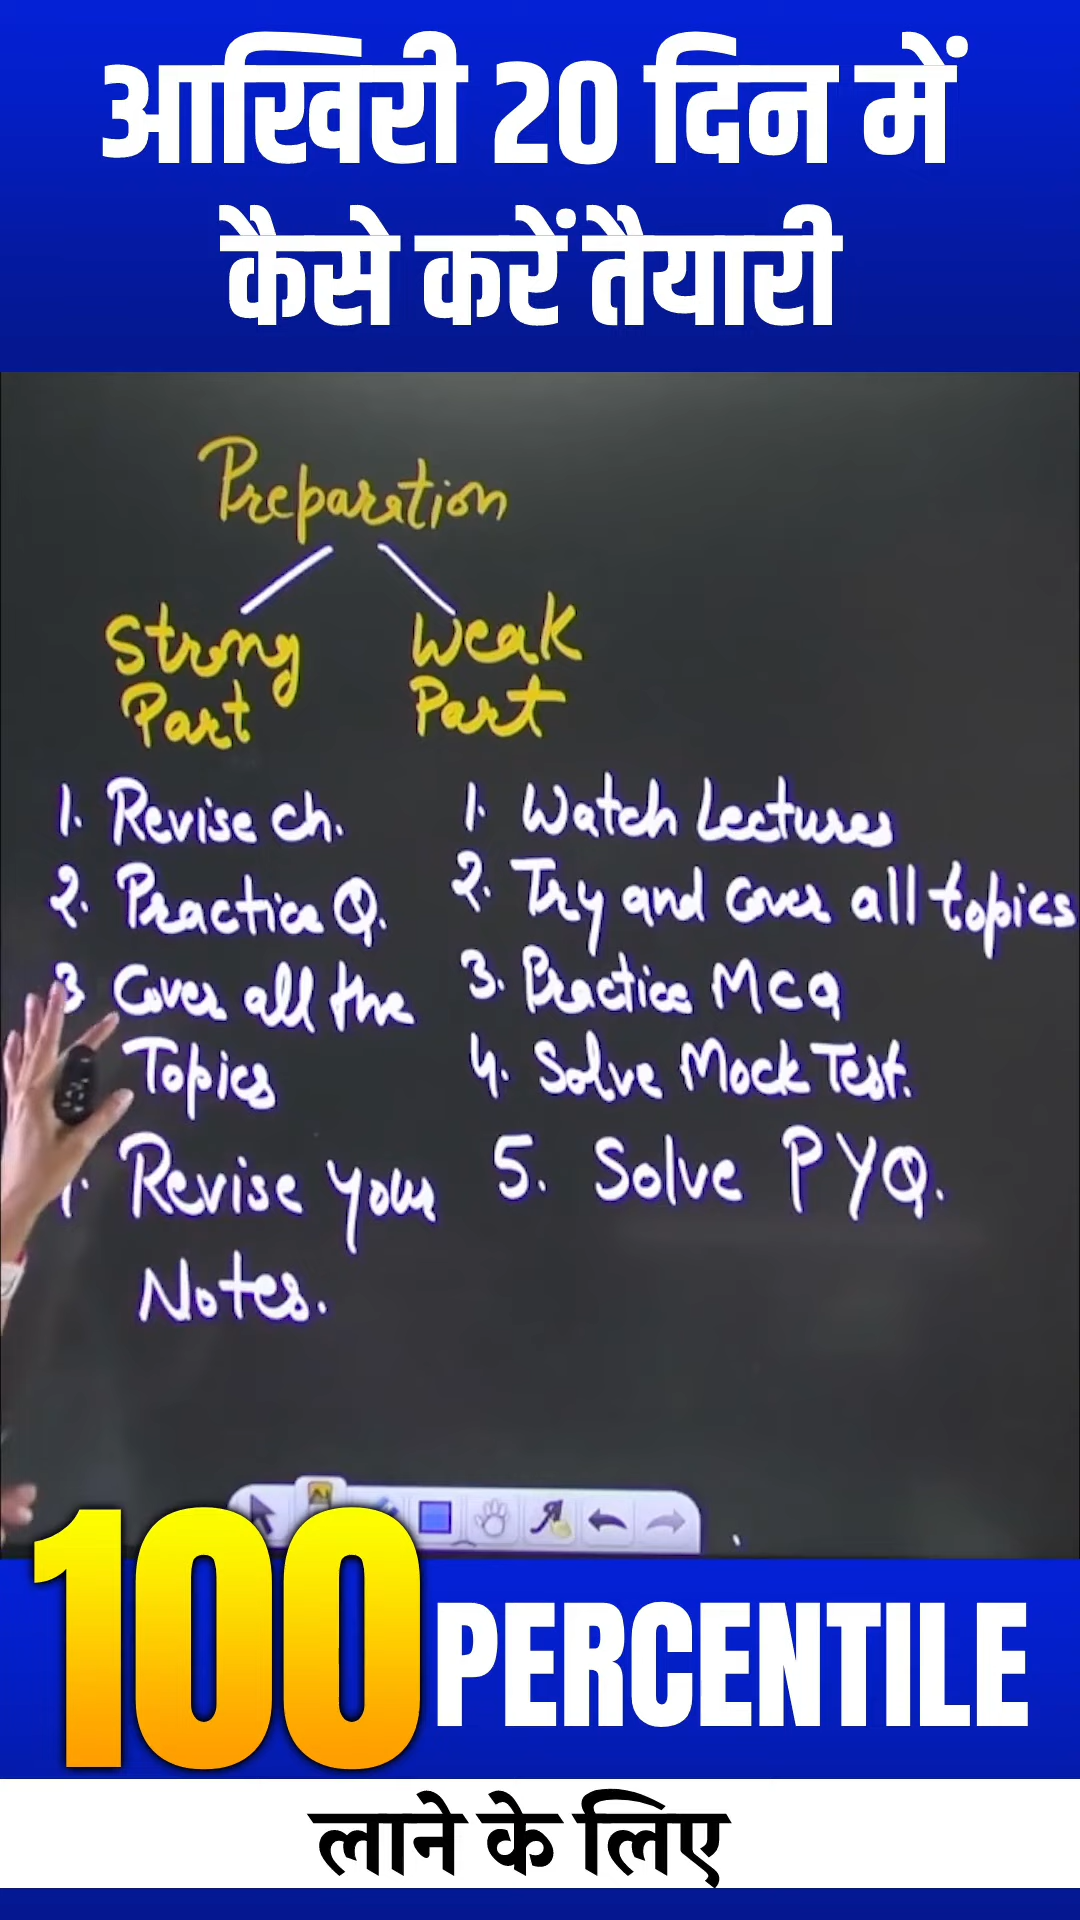 आखिरी 20 दिन में
कैसे करें तैयारी
Preparation
Strong
Part
1. Revise ch.
2. Practice Q.
3 Cover all the
Topics
Revise your
Notes.
Weak
Part
1. Watch Lectures
2. Try and cover all topics
3. Practice MCQ
4. Solve Mock Test.
5. Solve PYQ.
100 PERCENTILE
लाने के लिए